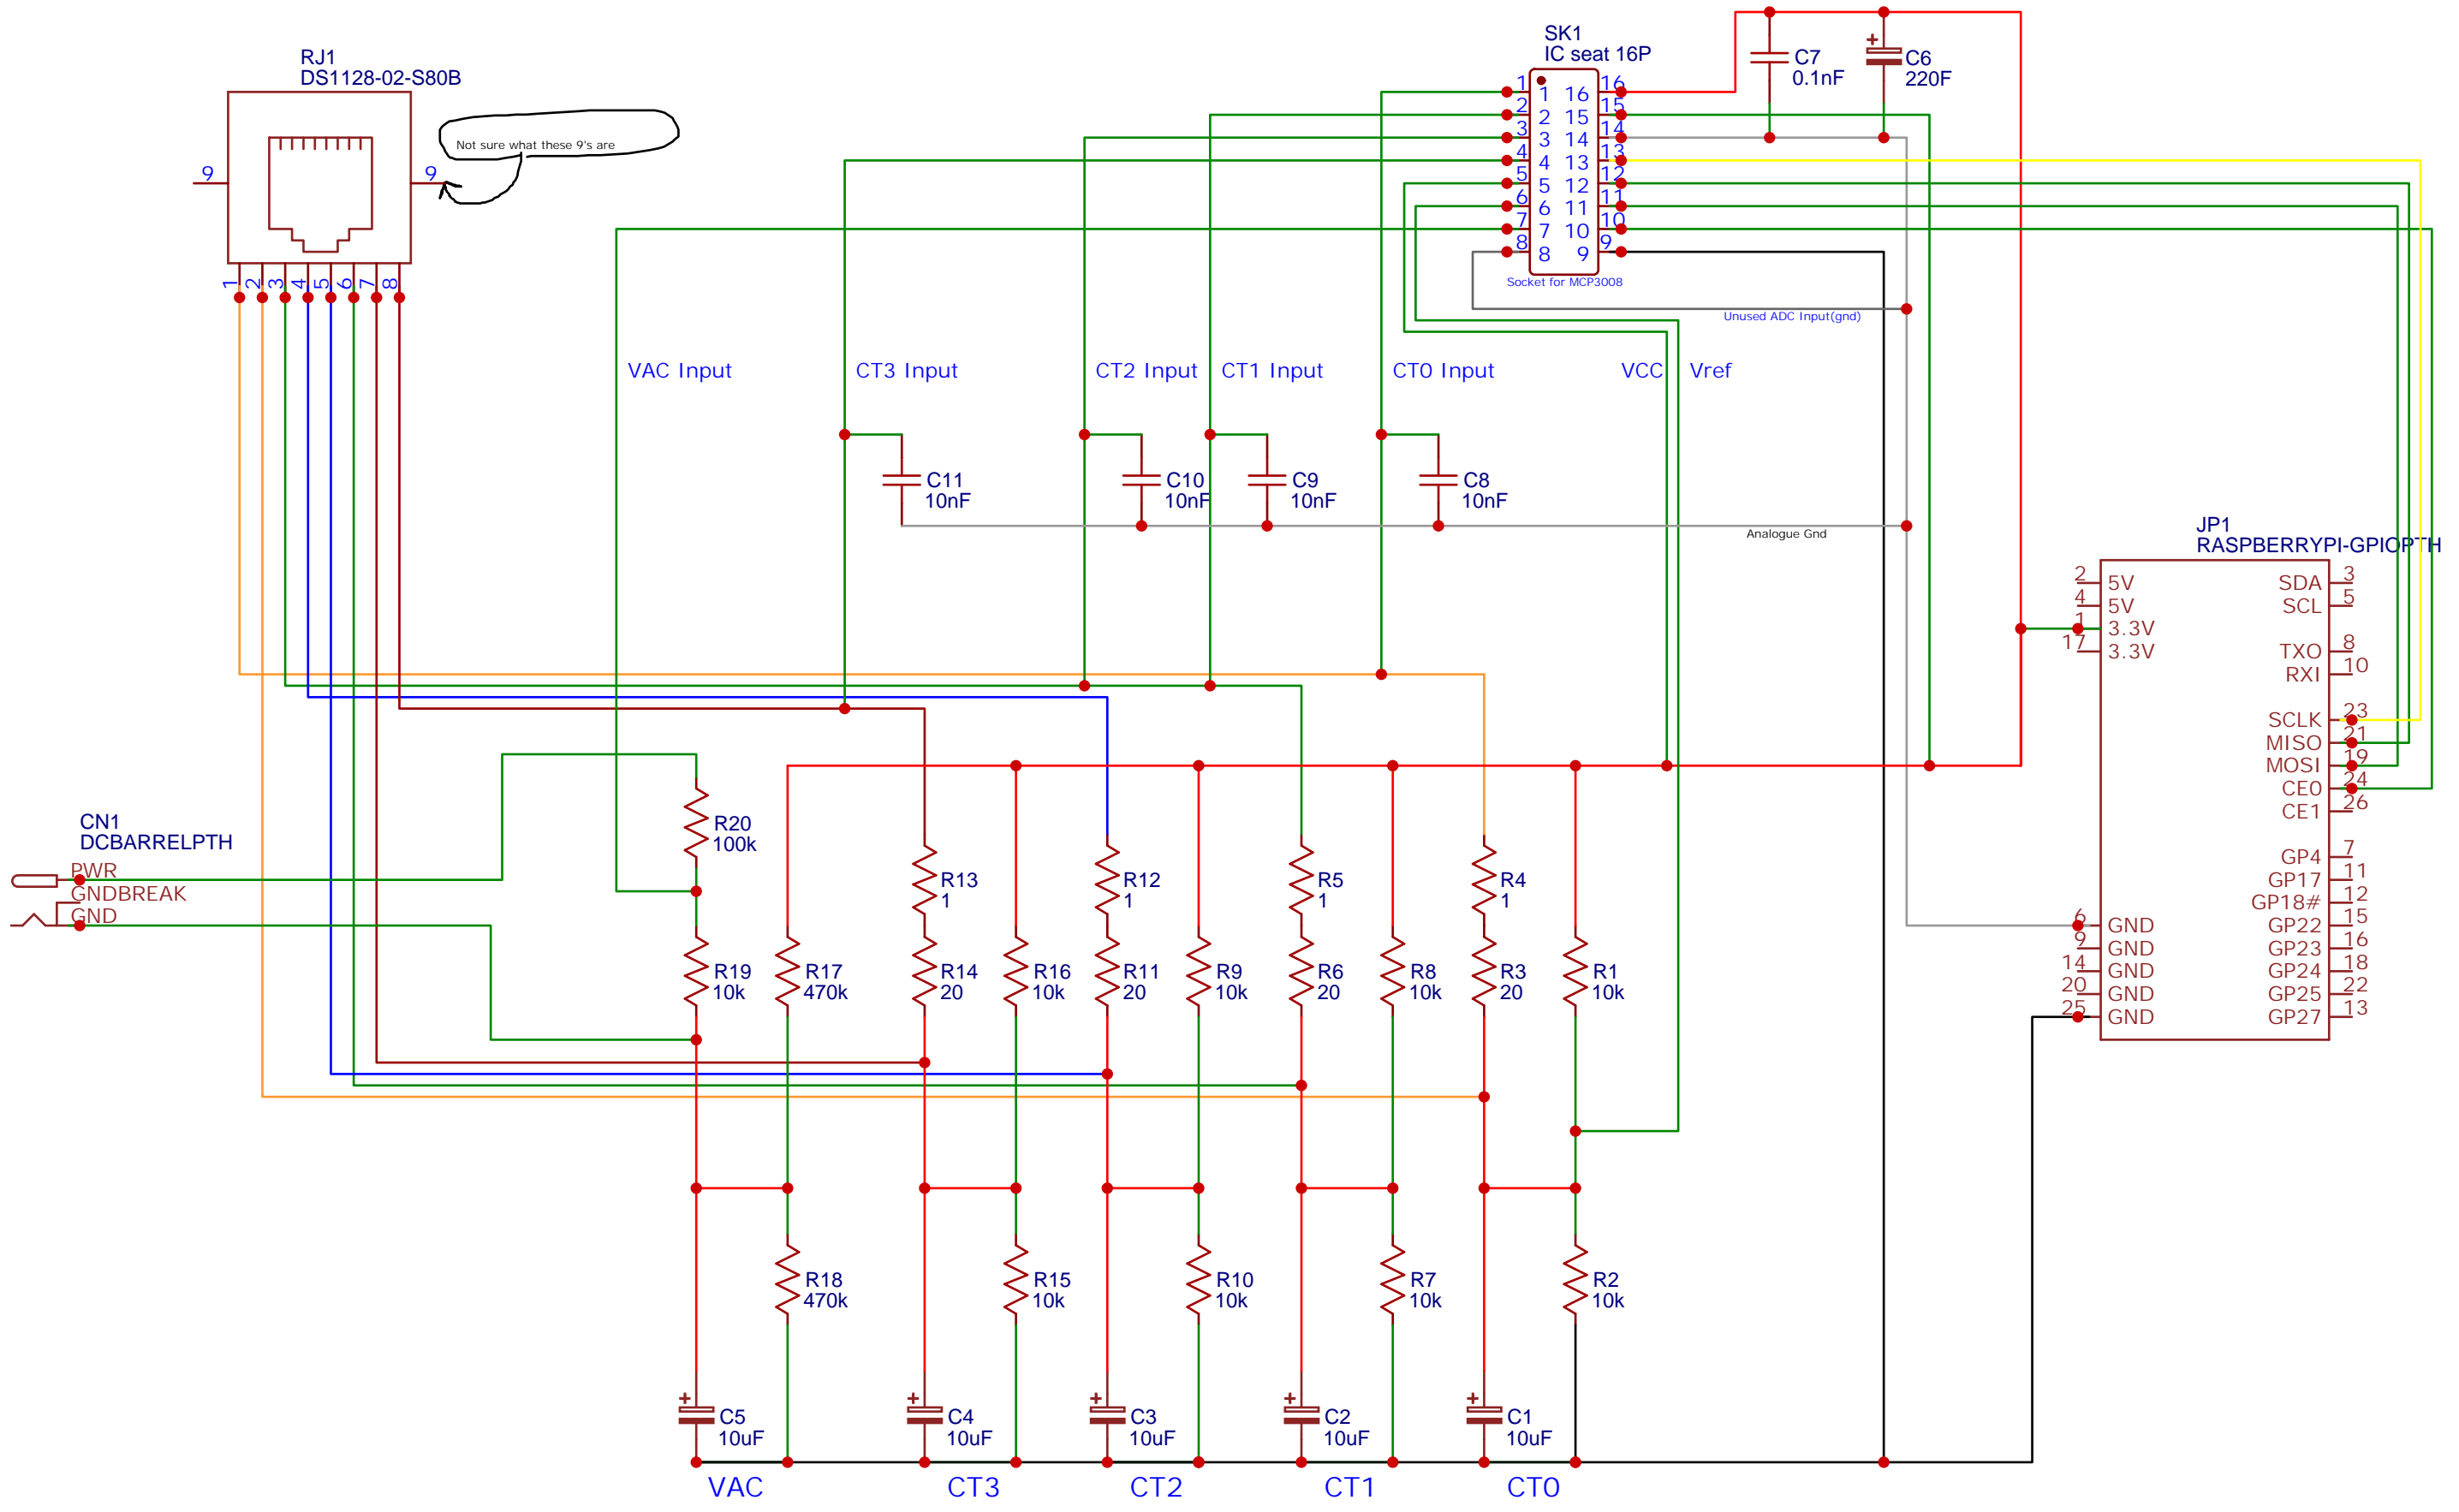 RJ1
DS1128-02-S80B
Not sure what these 9's are
9
9
1
2
3
4
5
6
7
8
SK1
IC seat 16P
1
2
3
4
5
6
7
8
1
2
3
4
5
6
7
8
16
15
14
13
12
11
10
9
16
15
14
13
12
11
10
9
Socket for MCP3008
C7
0.1nF
+
C6
220F
Unused ADC Input(gnd)
VAC Input
CT3 Input
CT2 Input
CT1 Input
CT0 Input
VCC
Vref
C11
10nF
C10
10nF
C9
10nF
C8
10nF
Analogue Gnd
JP1
RASPBERRYPI-GPIOPTH
2
5V
4
5V
1
3.3V
17
3.3V
6
GND
9
GND
14
GND
20
GND
25
GND
SDA
3
SCL
5
TXO
8
RXI
10
SCLK
23
MISO
21
MOSI
19
CE0
24
CE1
26
GP4
7
GP17
11
GP18#
12
GP22
15
GP23
16
GP24
18
GP25
22
GP27
13
CN1
DCBARRELPTH
PWR
GNDBREAK
GND
R20
100k
R13
1
R12
1
R5
1
R4
1
R19
10k
R17
470k
R14
20
R16
10k
R11
20
R9
10k
R6
20
R8
10k
R3
20
R1
10k
R18
470k
R15
10k
R10
10k
R7
10k
R2
10k
+
C5
10uF
+
C4
10uF
+
C3
10uF
+
C2
10uF
+
C1
10uF
VAC
CT3
CT2
CT1
CT0